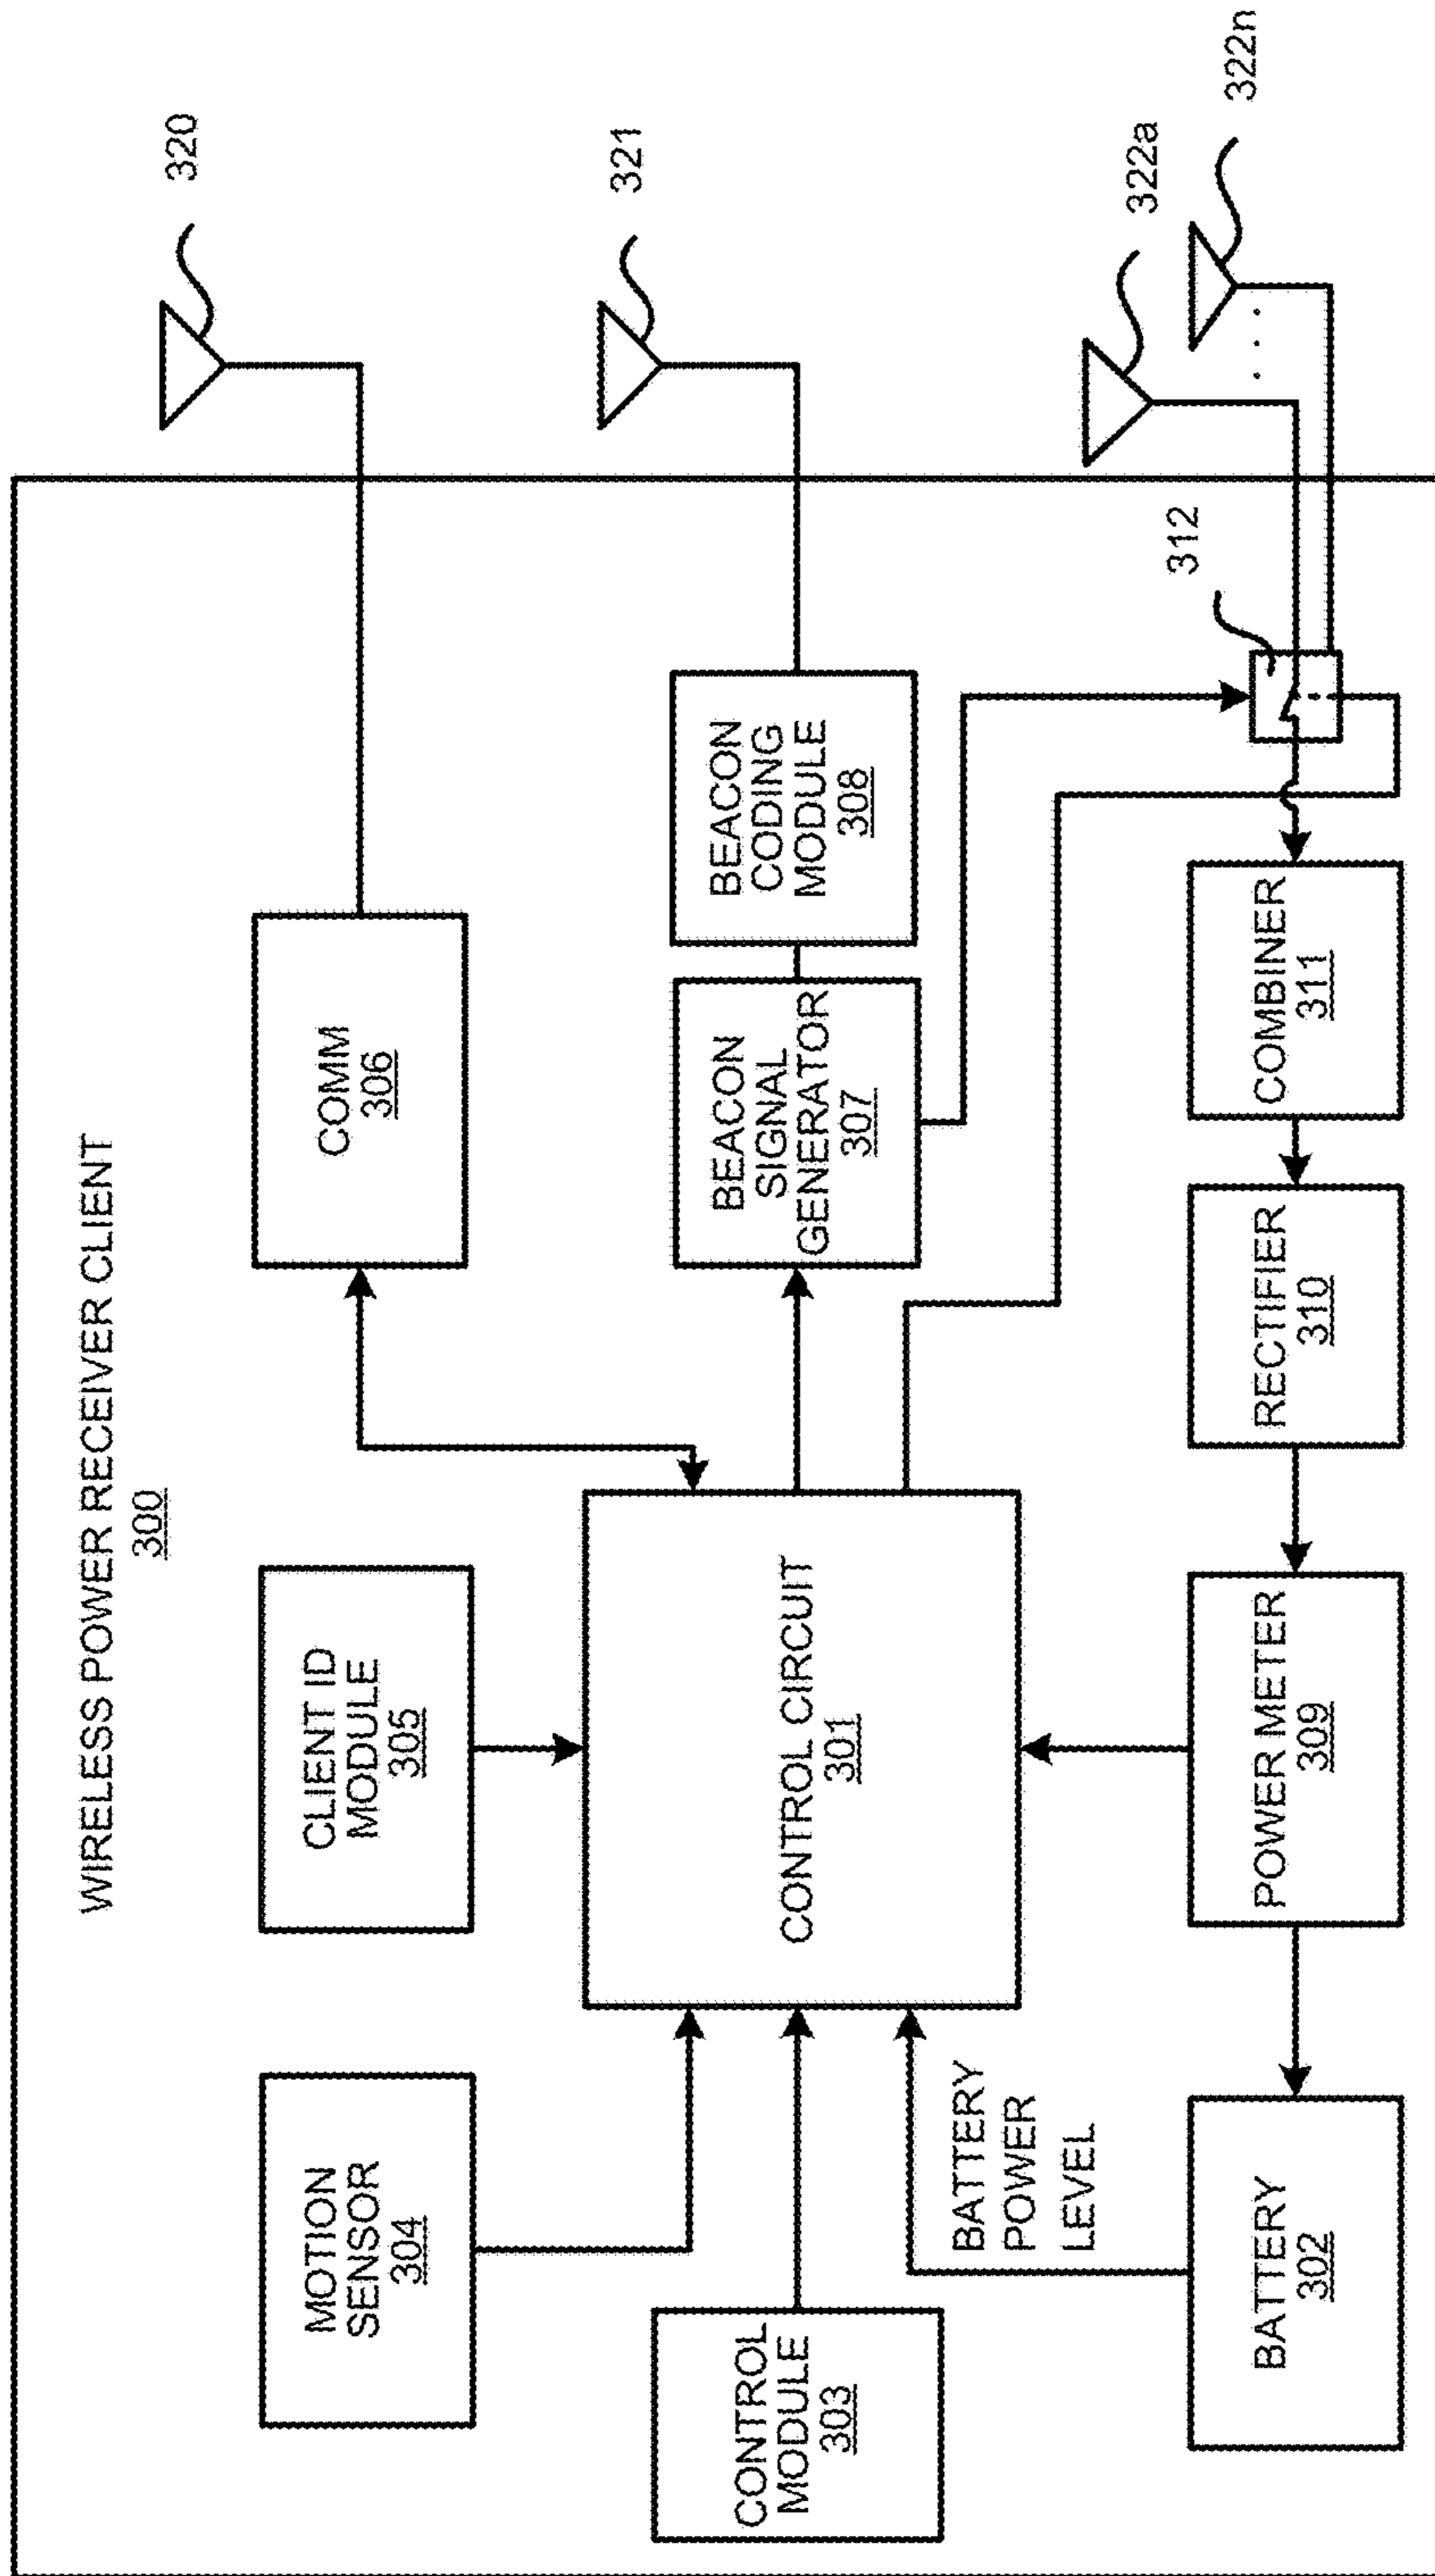 WIRELESS POWER RECEIVER CLIENT
300
MOTION
SENSOR
304
CLIENT ID
MODULE
305
COMM
306
320
CONTROL
MODULE
303
CONTROL CIRCUIT
301
BEACON
SIGNAL
GENERATOR
307
BEACON
CODING
MODULE
308
321
BATTERY
POWER
LEVEL
BATTERY
302
POWER METER
309
RECTIFIER
310
COMBINER
311
312
322a
. . .
322n